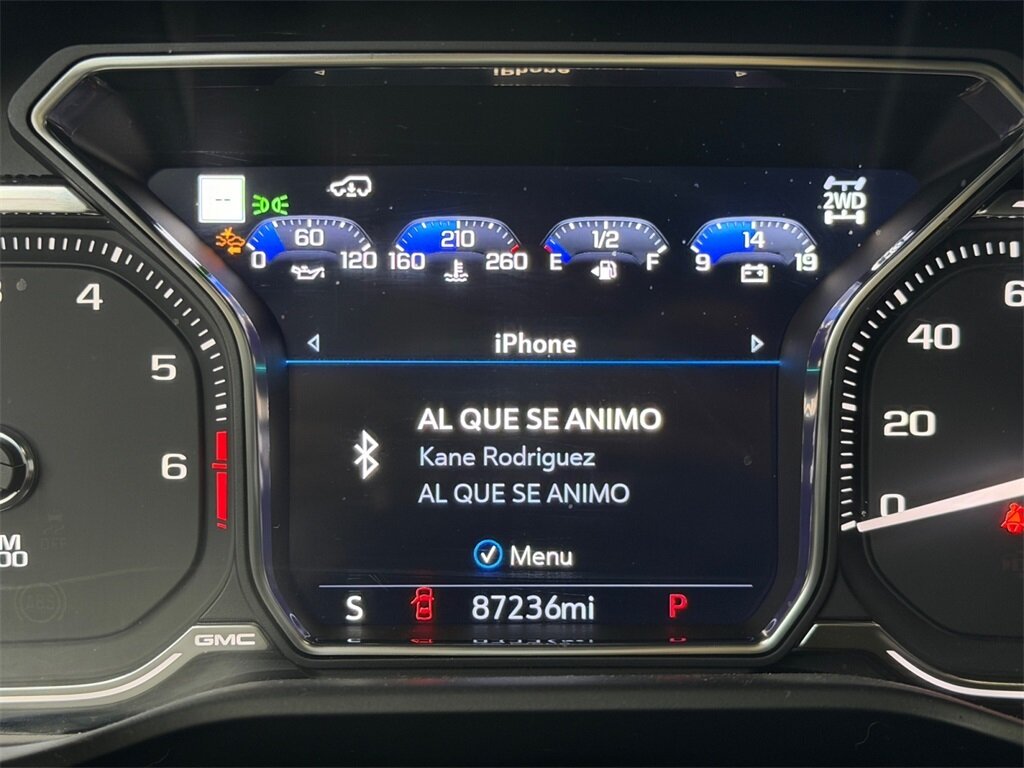 iPhone
--
2WD
60
0 120
210
160 260
1/2
E F
14
9 19
4
5
6
iPhone
AL QUE SE ANIMO
Kane Rodriguez
AL QUE SE ANIMO
Menu
S 87236mi P
GMC
40
20
0